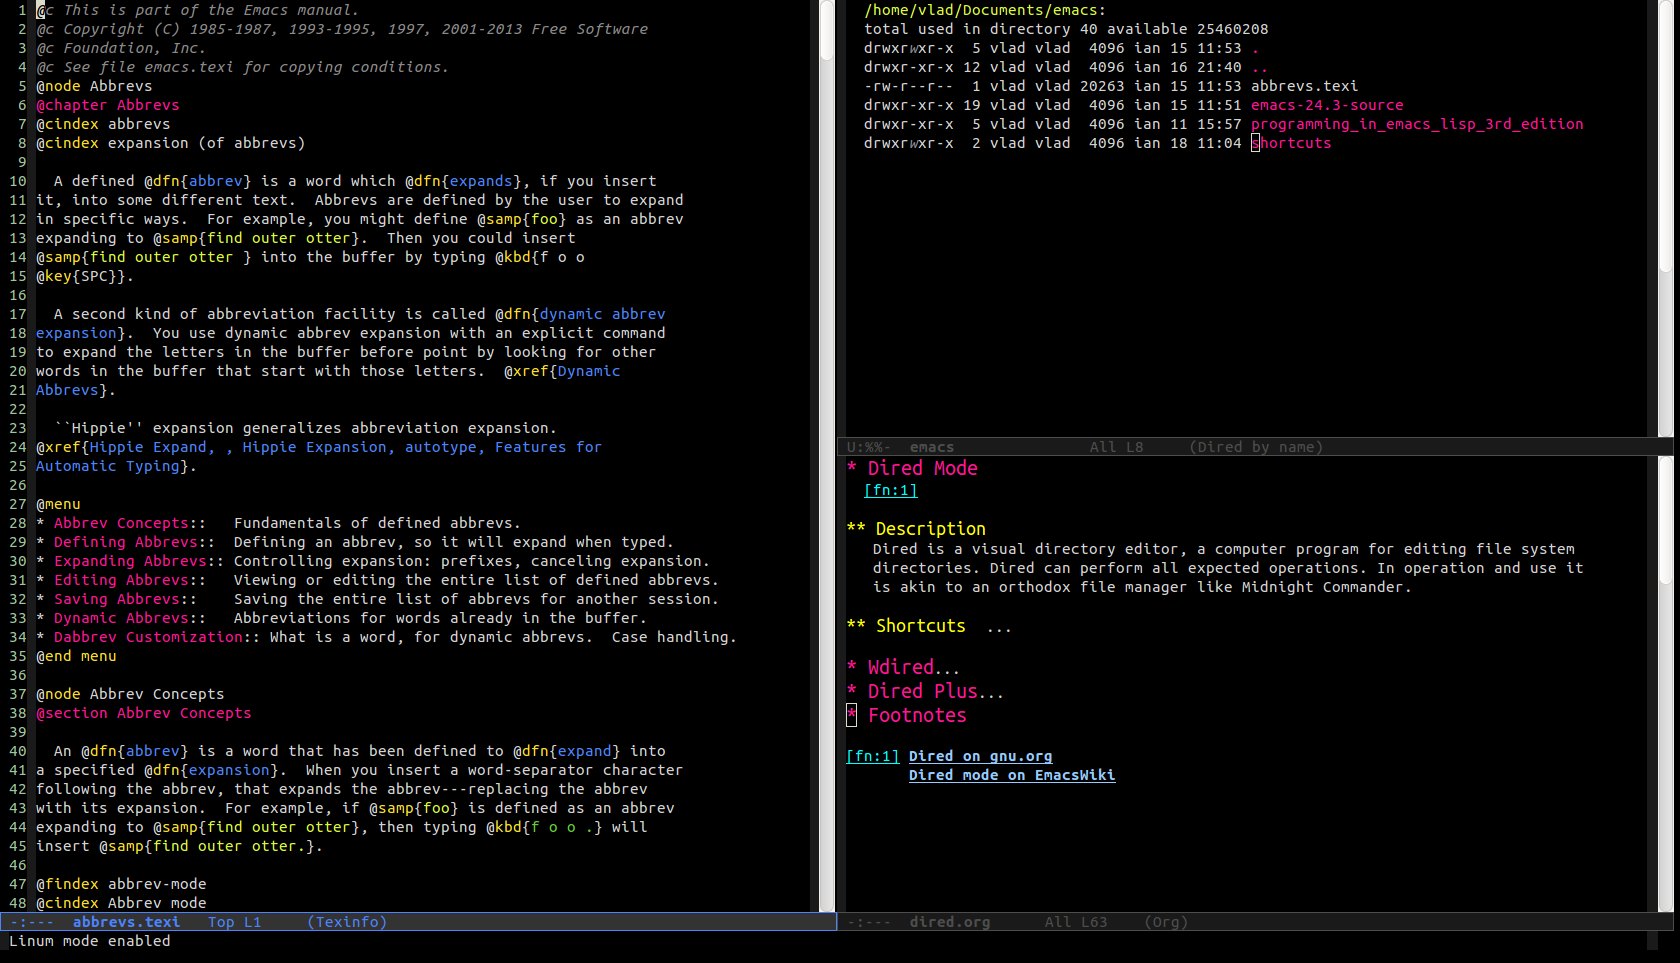 1 @c This is part of the Emacs manual.
2 @c Copyright (C) 1985-1987, 1993-1995, 1997, 2001-2013 Free Software
3 @c Foundation, Inc.
4 @c See file emacs.texi for copying conditions.
5 @node Abbrevs
6 @chapter Abbrevs
7 @cindex abbrevs
8 @cindex expansion (of abbrevs)
9
10   A defined @dfn{abbrev} is a word which @dfn{expands}, if you insert
11 it, into some different text.  Abbrevs are defined by the user to expand
12 in specific ways.  For example, you might define @samp{foo} as an abbrev
13 expanding to @samp{find outer otter}.  Then you could insert
14 @samp{find outer otter } into the buffer by typing @kbd{f o o
15 @key{SPC}}.
16
17   A second kind of abbreviation facility is called @dfn{dynamic abbrev
18 expansion}.  You use dynamic abbrev expansion with an explicit command
19 to expand the letters in the buffer before point by looking for other
20 words in the buffer that start with those letters.  @xref{Dynamic
21 Abbrevs}.
22
23   ``Hippie'' expansion generalizes abbreviation expansion.
24 @xref{Hippie Expand, , Hippie Expansion, autotype, Features for
25 Automatic Typing}.
26
27 @menu
28 * Abbrev Concepts::   Fundamentals of defined abbrevs.
29 * Defining Abbrevs::  Defining an abbrev, so it will expand when typed.
30 * Expanding Abbrevs:: Controlling expansion: prefixes, canceling expansion.
31 * Editing Abbrevs::   Viewing or editing the entire list of defined abbrevs.
32 * Saving Abbrevs::    Saving the entire list of abbrevs for another session.
33 * Dynamic Abbrevs::   Abbreviations for words already in the buffer.
34 * Dabbrev Customization:: What is a word, for dynamic abbrevs.  Case handling.
35 @end menu
36
37 @node Abbrev Concepts
38 @section Abbrev Concepts
39
40   An @dfn{abbrev} is a word that has been defined to @dfn{expand} into
41 a specified @dfn{expansion}.  When you insert a word-separator character
42 following the abbrev, that expands the abbrev---replacing the abbrev
43 with its expansion.  For example, if @samp{foo} is defined as an abbrev
44 expanding to @samp{find outer otter}, then typing @kbd{f o o .} will
45 insert @samp{find outer otter.}.
46
47 @findex abbrev-mode
48 @cindex Abbrev mode
-:---  abbrevs.texi   Top L1     (Texinfo)
Linum mode enabled
/home/vlad/Documents/emacs:
total used in directory 40 available 25460208
drwxrwxr-x  5 vlad vlad  4096 ian 15 11:53 .
drwxr-xr-x 12 vlad vlad  4096 ian 16 21:40 ..
-rw-r--r--  1 vlad vlad 20263 ian 15 11:53 abbrevs.texi
drwxr-xr-x 19 vlad vlad  4096 ian 15 11:51 emacs-24.3-source
drwxr-xr-x  5 vlad vlad  4096 ian 11 15:57 programming_in_emacs_lisp_3rd_edition
drwxrwxr-x  2 vlad vlad  4096 ian 18 11:04 shortcuts
U:%%-  emacs               All L8     (Dired by name)
* Dired Mode
[fn:1]
** Description
Dired is a visual directory editor, a computer program for editing file system
directories. Dired can perform all expected operations. In operation and use it
is akin to an orthodox file manager like Midnight Commander.
** Shortcuts  ...
* Wdired...
* Dired Plus...
* Footnotes
[fn:1] Dired on gnu.org
Dired mode on EmacsWiki
-:---  dired.org      All L63    (Org)